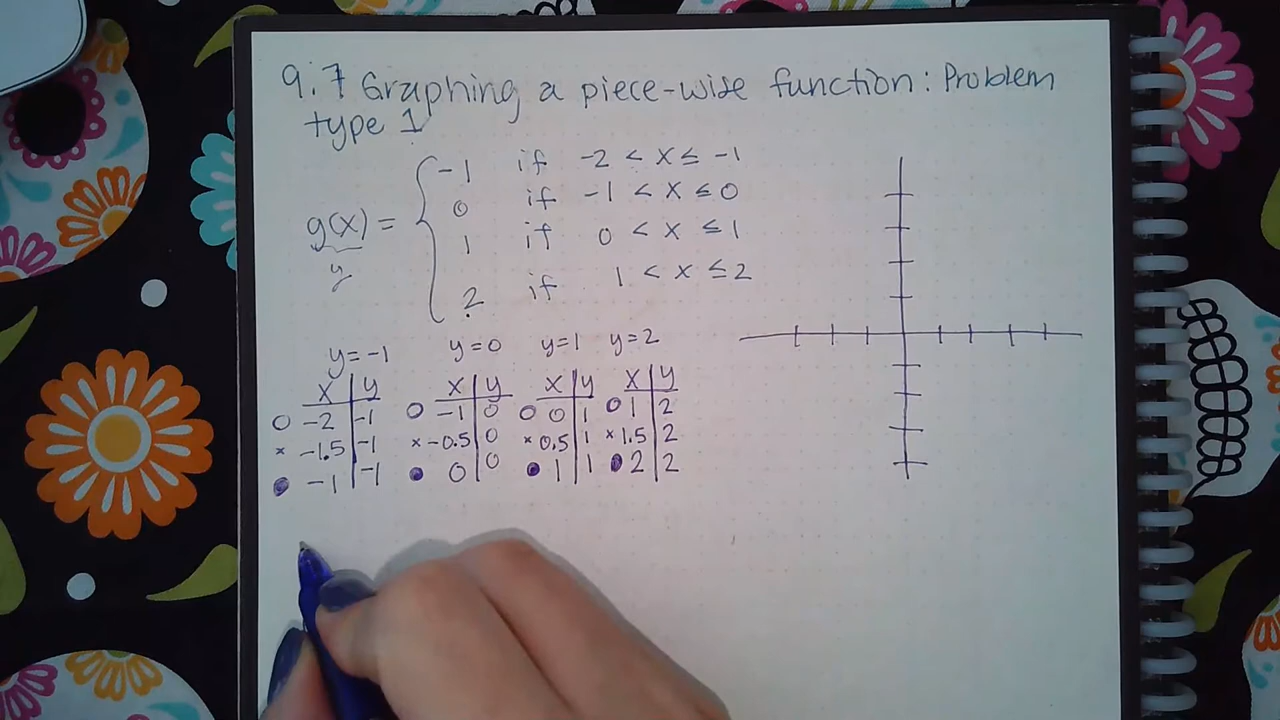 9.7 Graphing a piece-wise function: Problem
type 1
g(x) = { -1 if -2 < x ≤ -1
0 if -1 < x ≤ 0
1 if 0 < x ≤ 1
2 if 1 < x ≤ 2
y
y=-1 y=0 y=1 y=2
x y x y x y x y
-2 -1 -1 0 0 1 1 2
× -1.5 -1 × -0.5 0 × 0.5 1 × 1.5 2
-1 -1 0 0 1 1 2 2